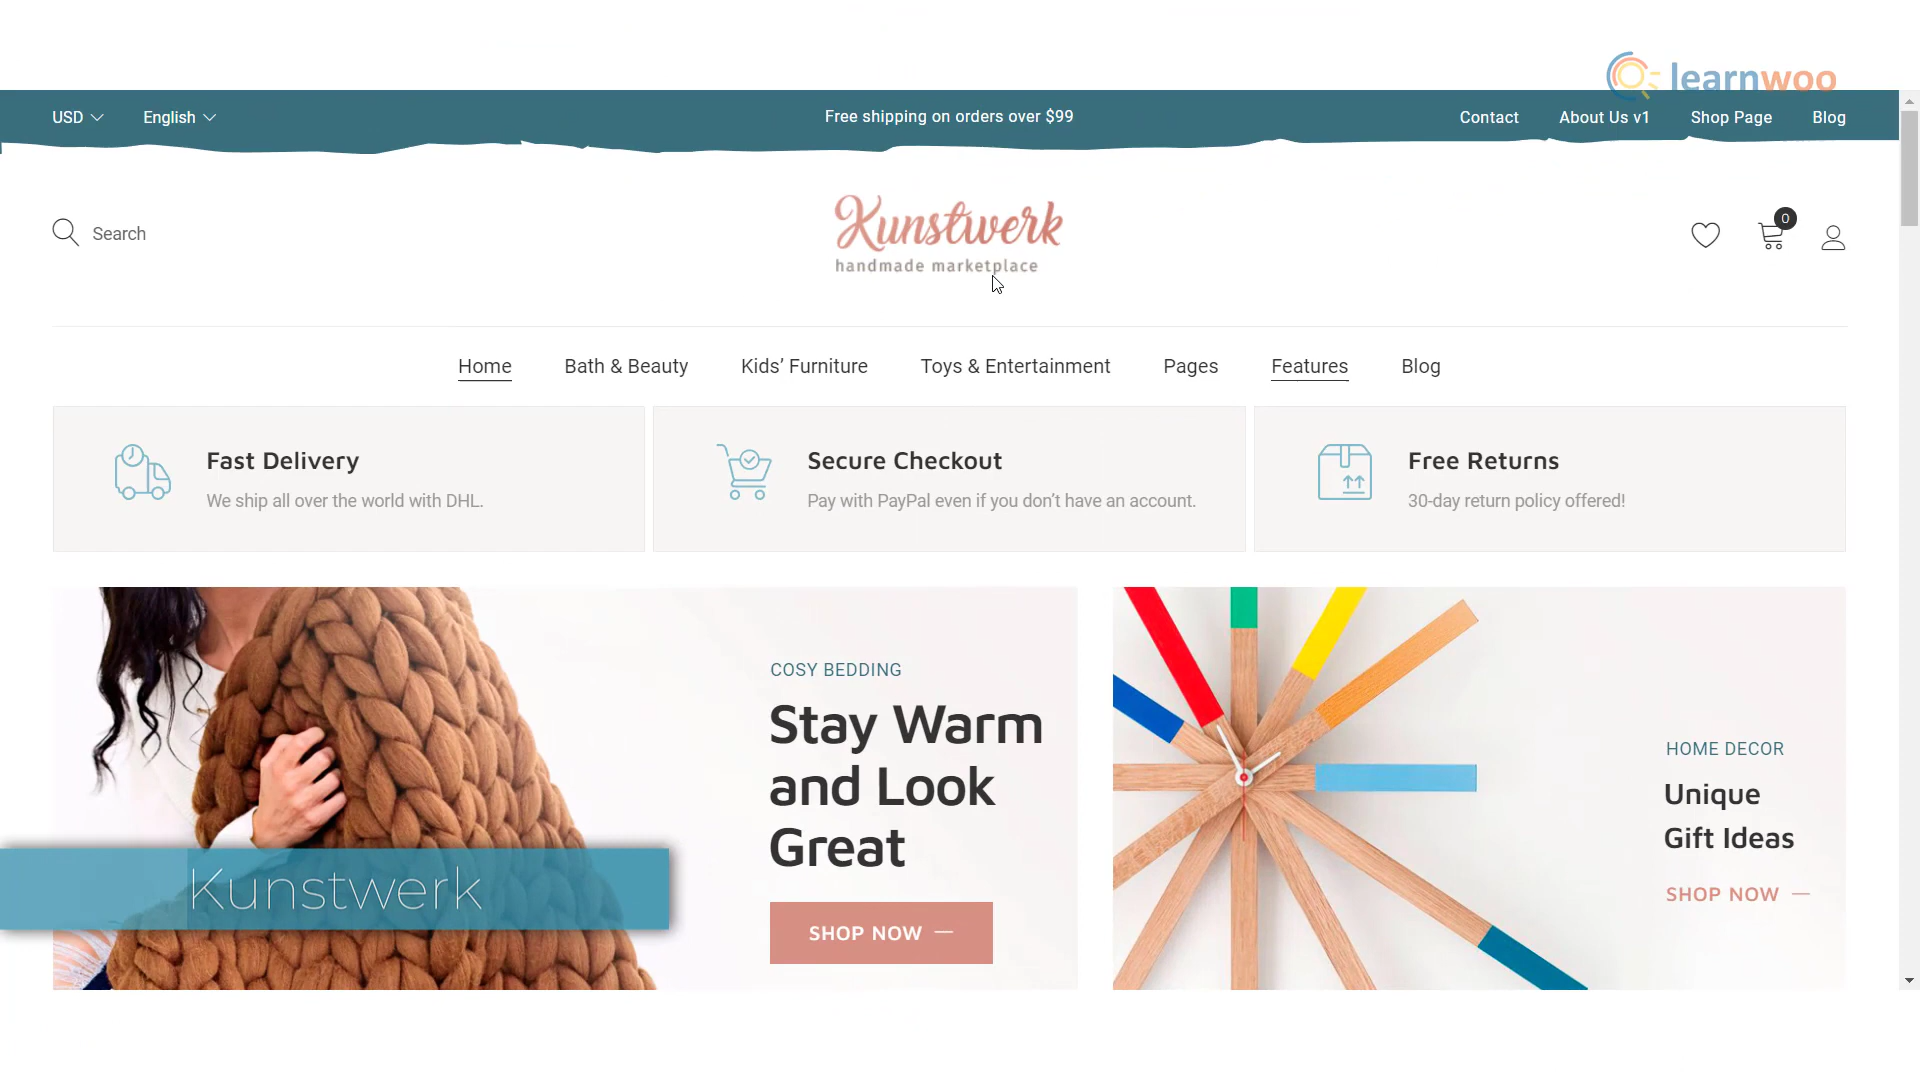 learnwoo
USD
English
Free shipping on orders over $99
Contact
About Us v1
Shop Page
Blog
Search
Kunstwerk
handmade marketplace
0
Home
Bath & Beauty
Kids’ Furniture
Toys & Entertainment
Pages
Features
Blog
Fast Delivery
We ship all over the world with DHL.
Secure Checkout
Pay with PayPal even if you don’t have an account.
Free Returns
30-day return policy offered!
COSY BEDDING
Stay Warm
and Look
Great
SHOP NOW
HOME DECOR
Unique
Gift Ideas
SHOP NOW
Kunstwerk